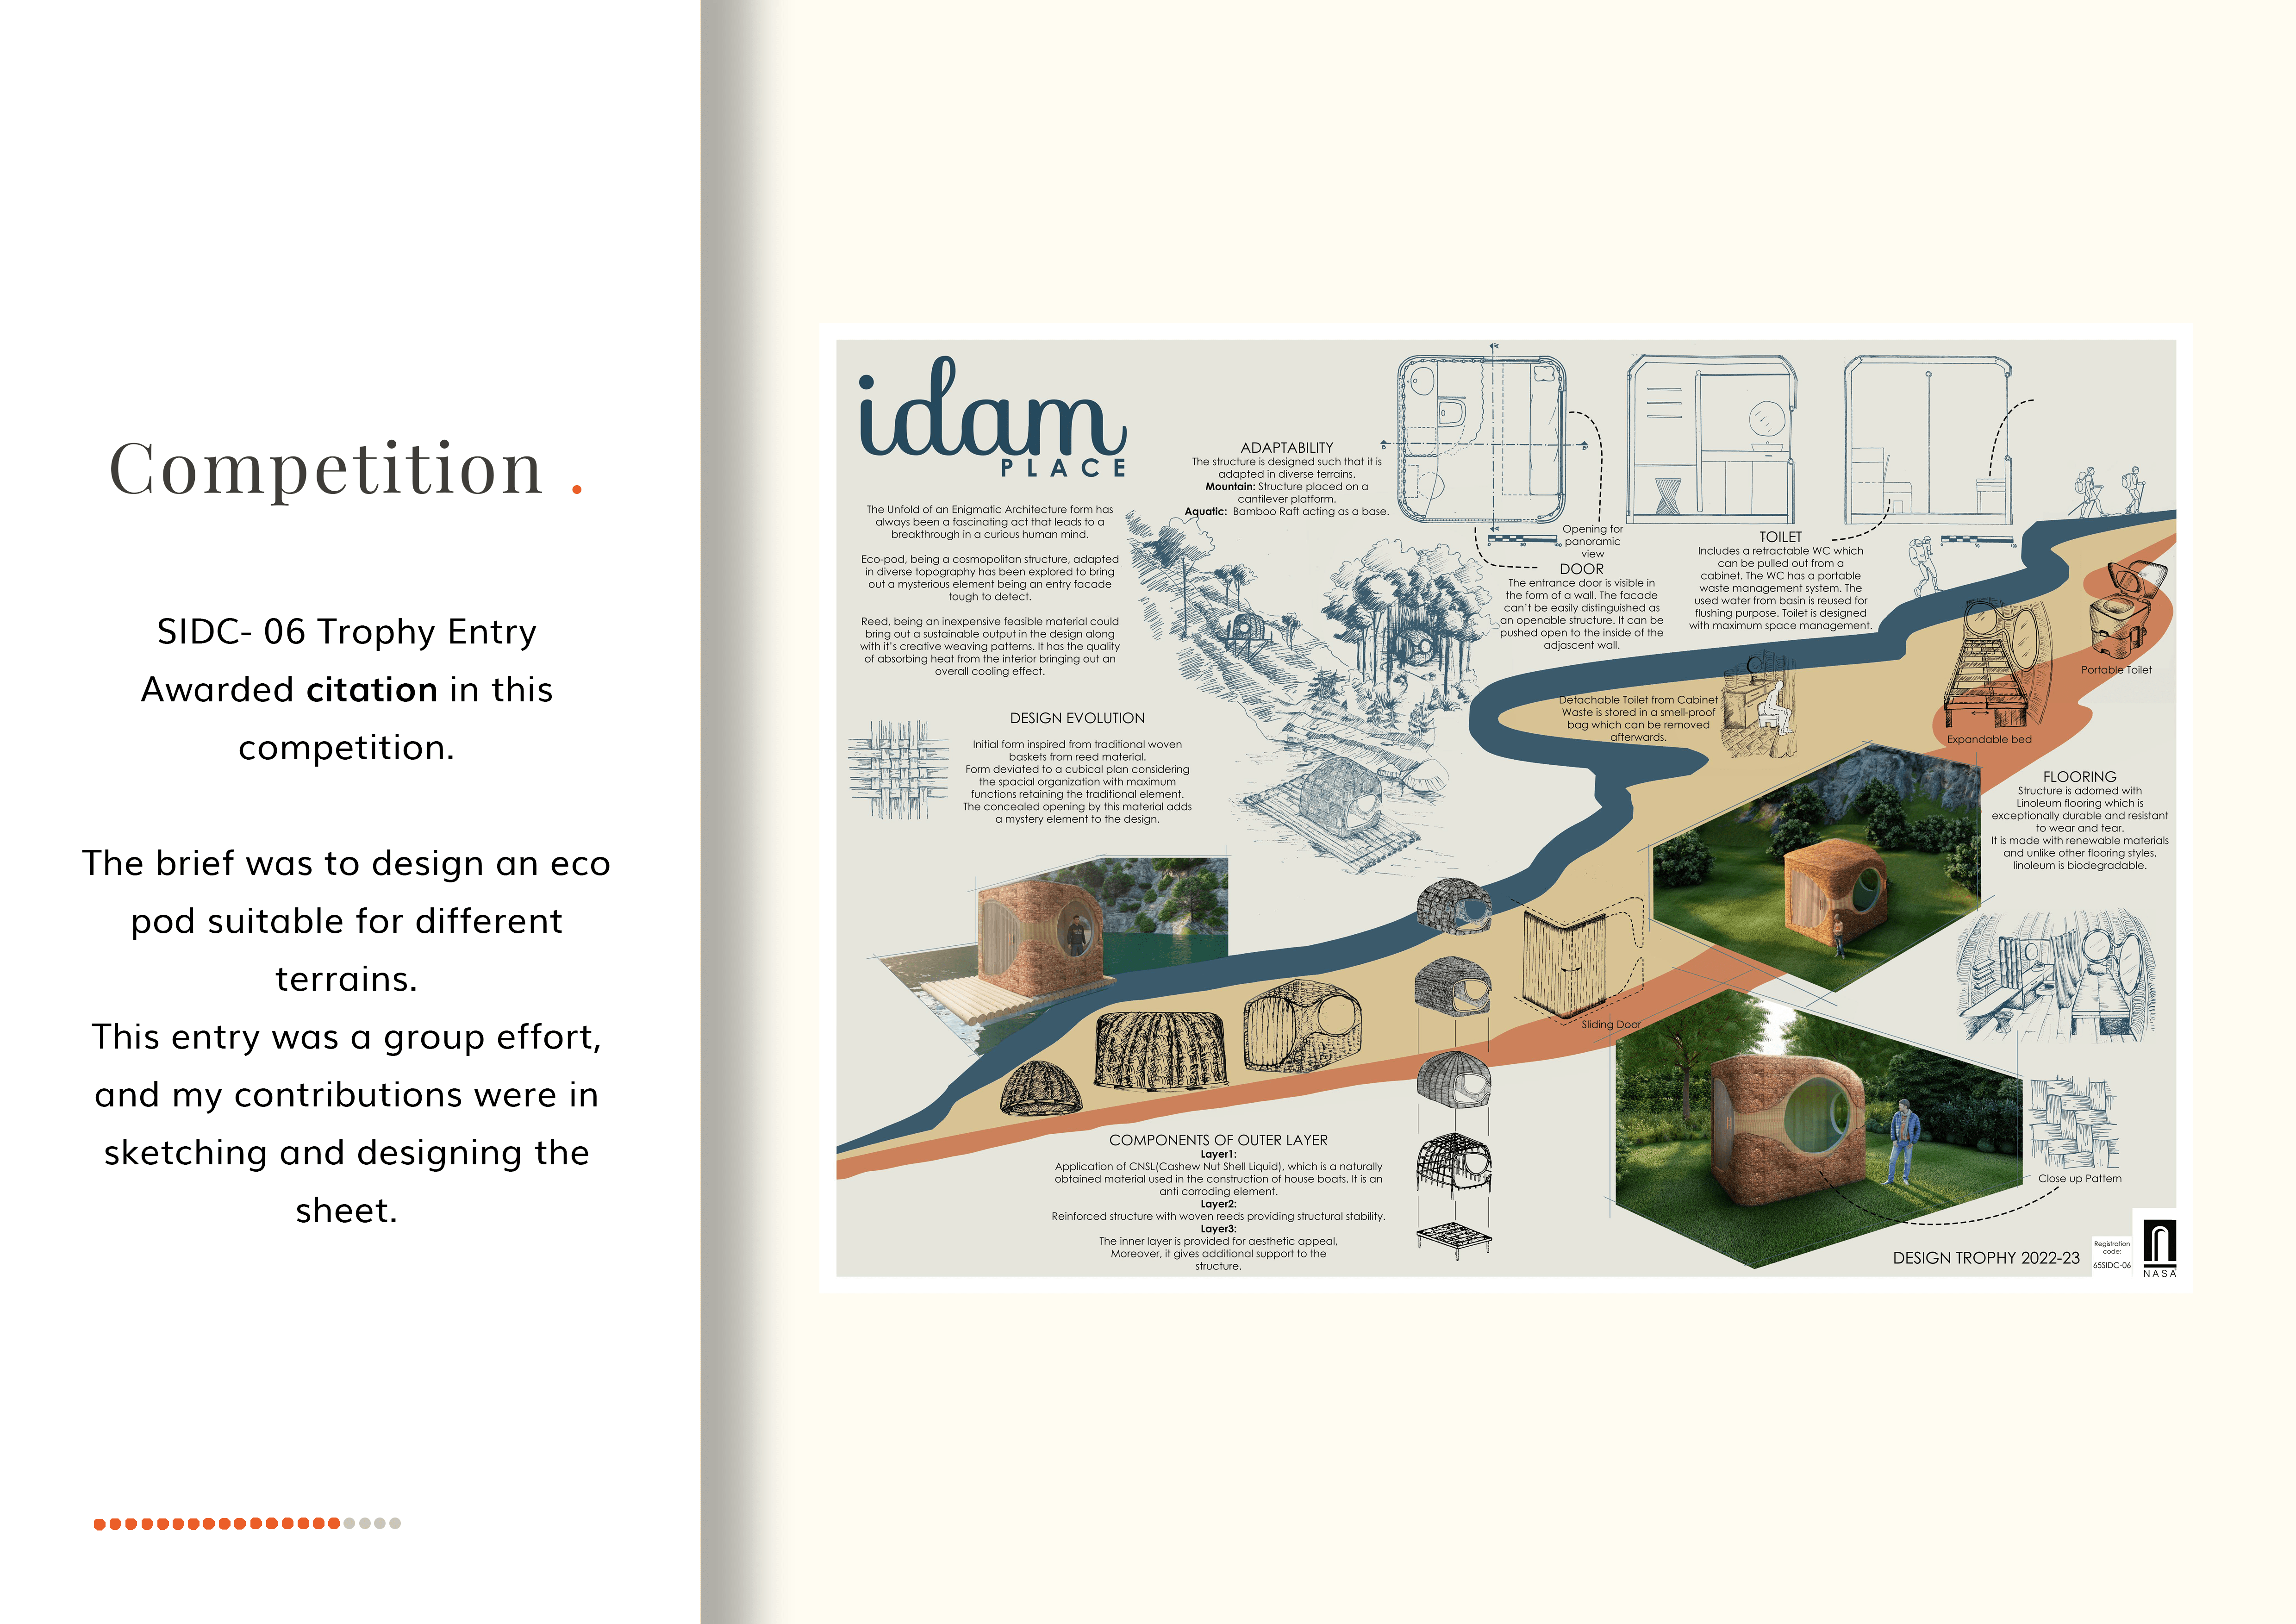 Competition .
SIDC- 06 Trophy Entry
Awarded citation in this
competition.
The brief was to design an eco
pod suitable for different
terrains.
This entry was a group effort,
and my contributions were in
sketching and designing the
sheet.
idam
PLACE
The Unfold of an Enigmatic Architecture form has
always been a fascinating act that leads to a
breakthrough in a curious human mind.
Eco-pod, being a cosmopolitan structure, adapted
in diverse topography has been explored to bring
out a mysterious element being an entry facade
tough to detect.
Reed, being an inexpensive feasible material could
bring out a sustainable output in the design along
with it's creative weaving patterns. It has the quality
of absorbing heat from the interior bringing out an
overall cooling effect.
ADAPTABILITY
The structure is designed such that it is
adapted in diverse terrains.
Mountain: Structure placed on a
cantilever platform.
Aquatic: Bamboo Raft acting as a base.
Opening for
panoramic
view
DOOR
The entrance door is visible in
the form of a wall. The facade
can't be easily distinguished as
an openable structure. It can be
pushed open to the inside of the
adjascent wall.
TOILET
Includes a retractable WC which
can be pulled out from a
cabinet. The WC has a portable
waste management system. The
used water from basin is reused for
flushing purpose. Toilet is designed
with maximum space management.
Portable Toilet
Detachable Toilet from Cabinet
Waste is stored in a smell-proof
bag which can be removed
afterwards.
Expandable bed
DESIGN EVOLUTION
Initial form inspired from traditional woven
baskets from reed material.
Form deviated to a cubical plan considering
the spacial organization with maximum
functions retaining the traditional element.
The concealed opening by this material adds
a mystery element to the design.
FLOORING
Structure is adorned with
Linoleum flooring which is
exceptionally durable and resistant
to wear and tear.
It is made with renewable materials
and unlike other flooring styles,
linoleum is biodegradable.
Sliding Door
COMPONENTS OF OUTER LAYER
Layer1:
Application of CNSL(Cashew Nut Shell Liquid), which is a naturally
obtained material used in the construction of house boats. It is an
anti corroding element.
Layer2:
Reinforced structure with woven reeds providing structural stability.
Layer3:
The inner layer is provided for aesthetic appeal,
Moreover, it gives additional support to the
structure.
Close up Pattern
DESIGN TROPHY 2022-23
Registration
code:
65SIDC-06
NASA